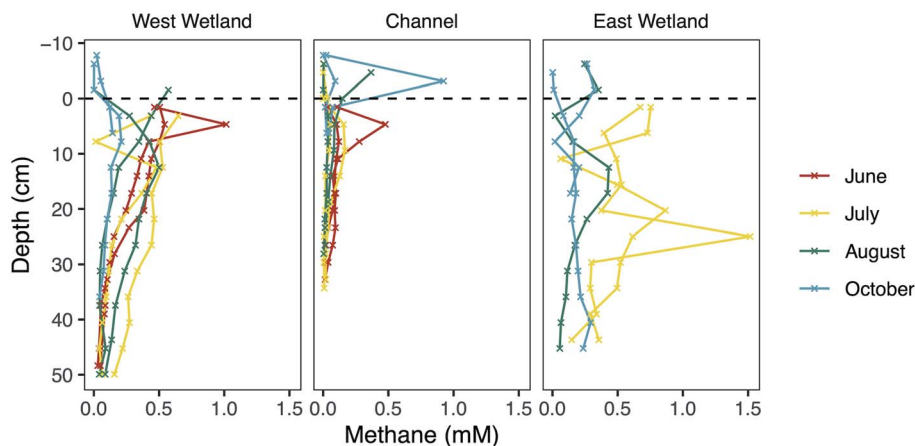 West Wetland
Channel
East Wetland
−10
0
10
20
30
40
50
Depth (cm)
0.0 0.5 1.0 1.5
0.0 0.5 1.0 1.5
0.0 0.5 1.0 1.5
Methane (mM)
June
July
August
October